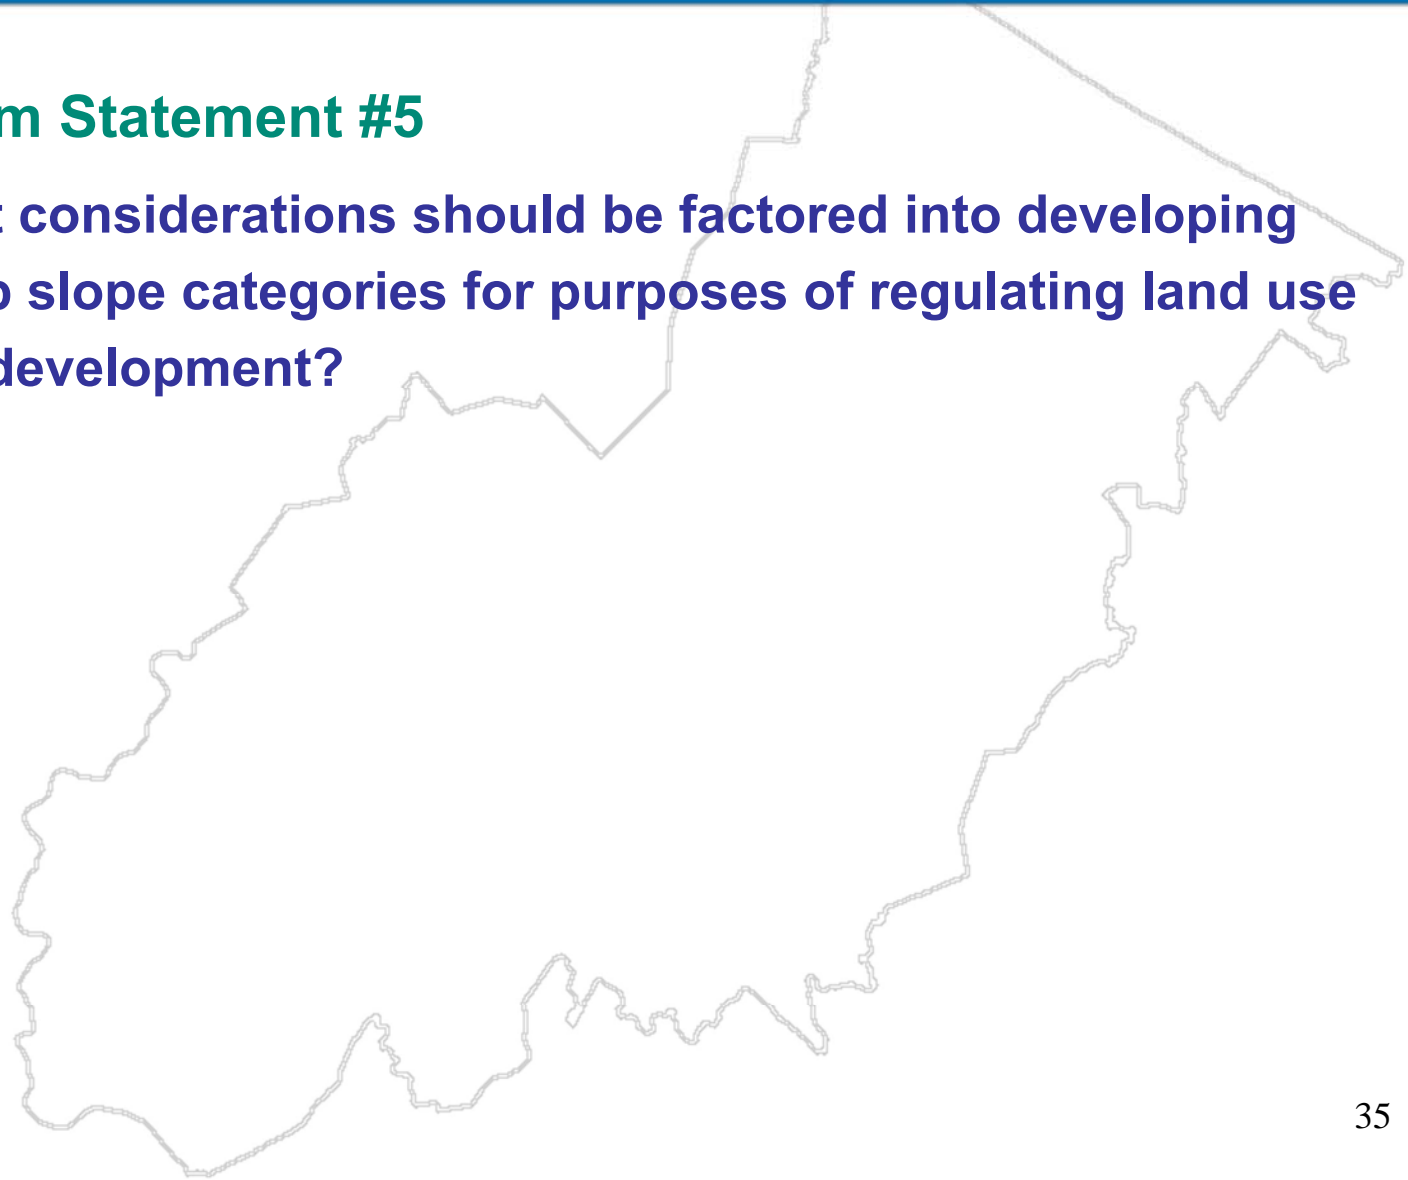 m Statement #5
t considerations should be factored into developing
p slope categories for purposes of regulating land use
development?
35